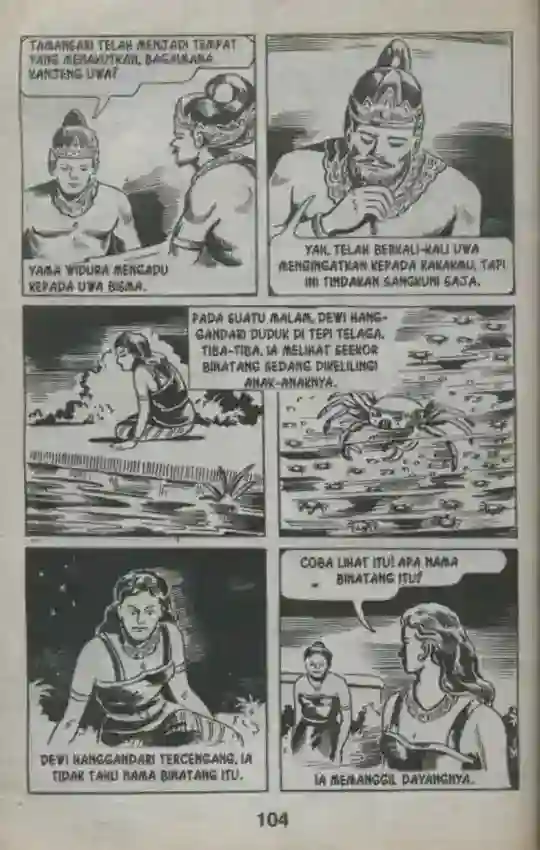 TAMANSARI TELAH MENJADI TEMPAT
YANG MENAKUTKAN, BAGAIMANA
KANJENG UWA?
YAMA WIDURA MENGADU
KEPADA UWA BISMA.
YAH, TELAH BERKALI-KALI UWA
MENGINGATKAN KEPADA KAKAKMU, TAPI
INI TINDAKAN SANGKUNI SAJA.
PADA SUATU MALAM, DEWI HANG-
GANDARI DUDUK DI TEPI TELAGA.
TIBA-TIBA, IA MELIHAT SEEKOR
BINATANG SEDANG DIKELILINGI
ANAK-ANAKNYA.
DEWI HANGGANDARI TERCENGANG, IA
TIDAK TAHU NAMA BINATANG ITU.
COBA LIHAT ITU! APA NAMA
BINATANG ITU?
IA MEMANGGIL DAYANGNYA.
104